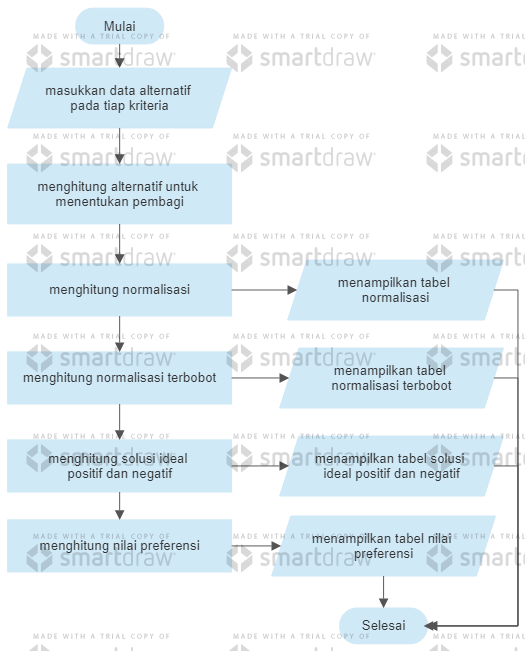 Mulai
masukkan data alternatif
pada tiap kriteria
menghitung alternatif untuk
menentukan pembagi
menghitung normalisasi
menampilkan tabel
normalisasi
menghitung normalisasi terbobot
menampilkan tabel
normalisasi terbobot
menghitung solusi ideal
positif dan negatif
menampilkan tabel solusi
ideal positif dan negatif
menghitung nilai preferensi
menampilkan tabel nilai
preferensi
Selesai
MADE WITH A TRIAL COPY OF
smartdraw